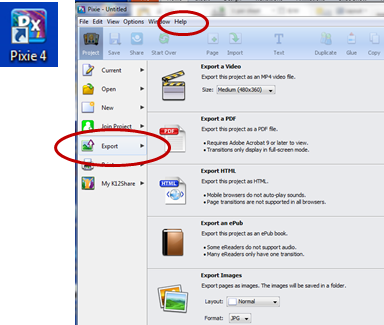 DX
Pixie 4
Pixie - Untitled
File Edit View Options Window Help
Project Save Share Start Over Page Import Text Duplicate Glue Copy
Current
Open
New
Join Project
Export
My K12Share
Export a Video
Export this project as an MP4 video file.
Size: Medium (480x360)
Export a PDF
Export this project as a PDF file.
PDF
• Requires Adobe Acrobat 9 or later to view.
• Transitions only display in full-screen mode.
Export HTML
Export this project as HTML.
HTML
• Mobile browsers do not auto-play sounds.
• Page transitions are not supported in all browsers.
Export an ePub
Export this project as an ePub book.
• Some eReaders do not support audio.
• Many eReaders only have one transition.
Export Images
Export pages as images. The images will be saved in a folder.
Layout: Normal
Format: JPG